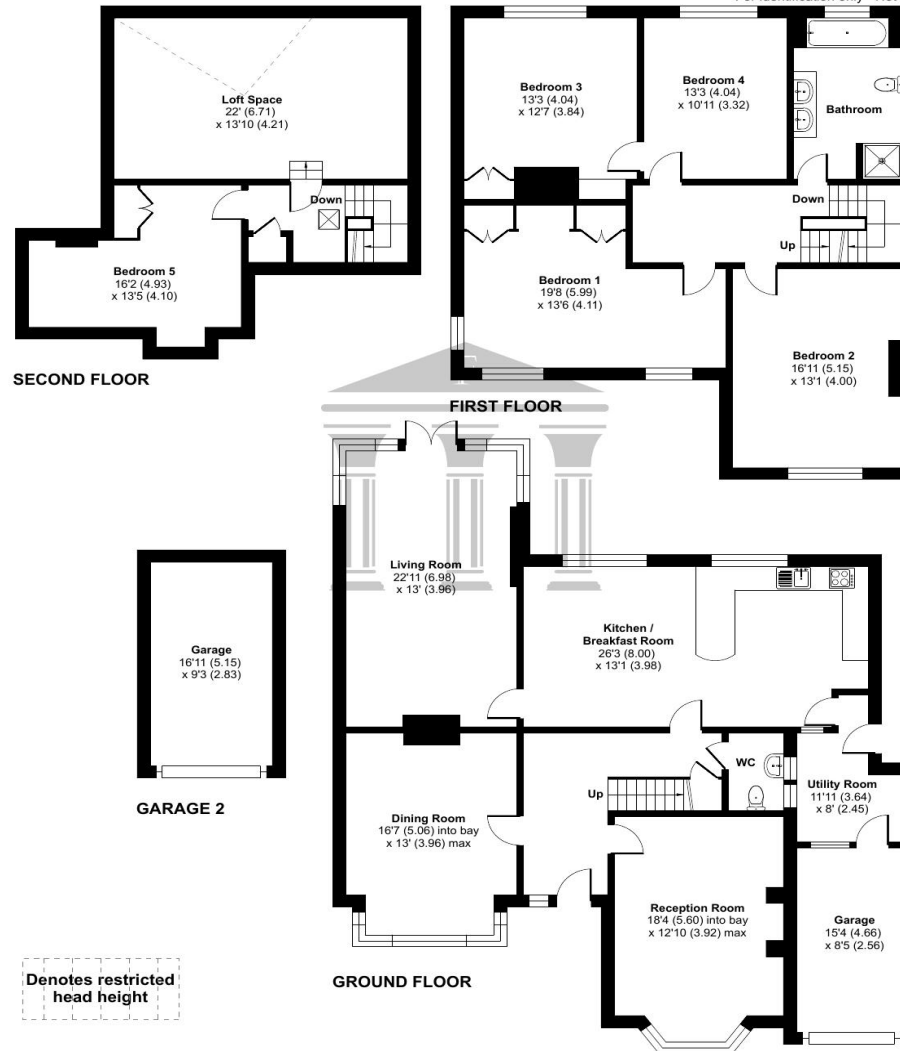 Loft Space
22' (6.71)
x 13'10 (4.21)
Down
Bedroom 5
16'2 (4.93)
x 13'5 (4.10)
SECOND FLOOR
Bedroom 3
13'3 (4.04)
x 12'7 (3.84)
Bedroom 4
13'3 (4.04)
x 10'11 (3.32)
Bathroom
Down
Up
Bedroom 1
19'8 (5.99)
x 13'6 (4.11)
Bedroom 2
16'11 (5.15)
x 13'1 (4.00)
FIRST FLOOR
Living Room
22'11 (6.98)
x 13' (3.96)
Kitchen /
Breakfast Room
26'3 (8.00)
x 13'1 (3.98)
Garage
16'11 (5.15)
x 9'3 (2.83)
GARAGE 2
WC
Up
Utility Room
11'11 (3.64)
x 8' (2.45)
Dining Room
16'7 (5.06) into bay
x 13' (3.96) max
Reception Room
18'4 (5.60) into bay
x 12'10 (3.92) max
Garage
15'4 (4.66)
x 8'5 (2.56)
GROUND FLOOR
Denotes restricted
head height